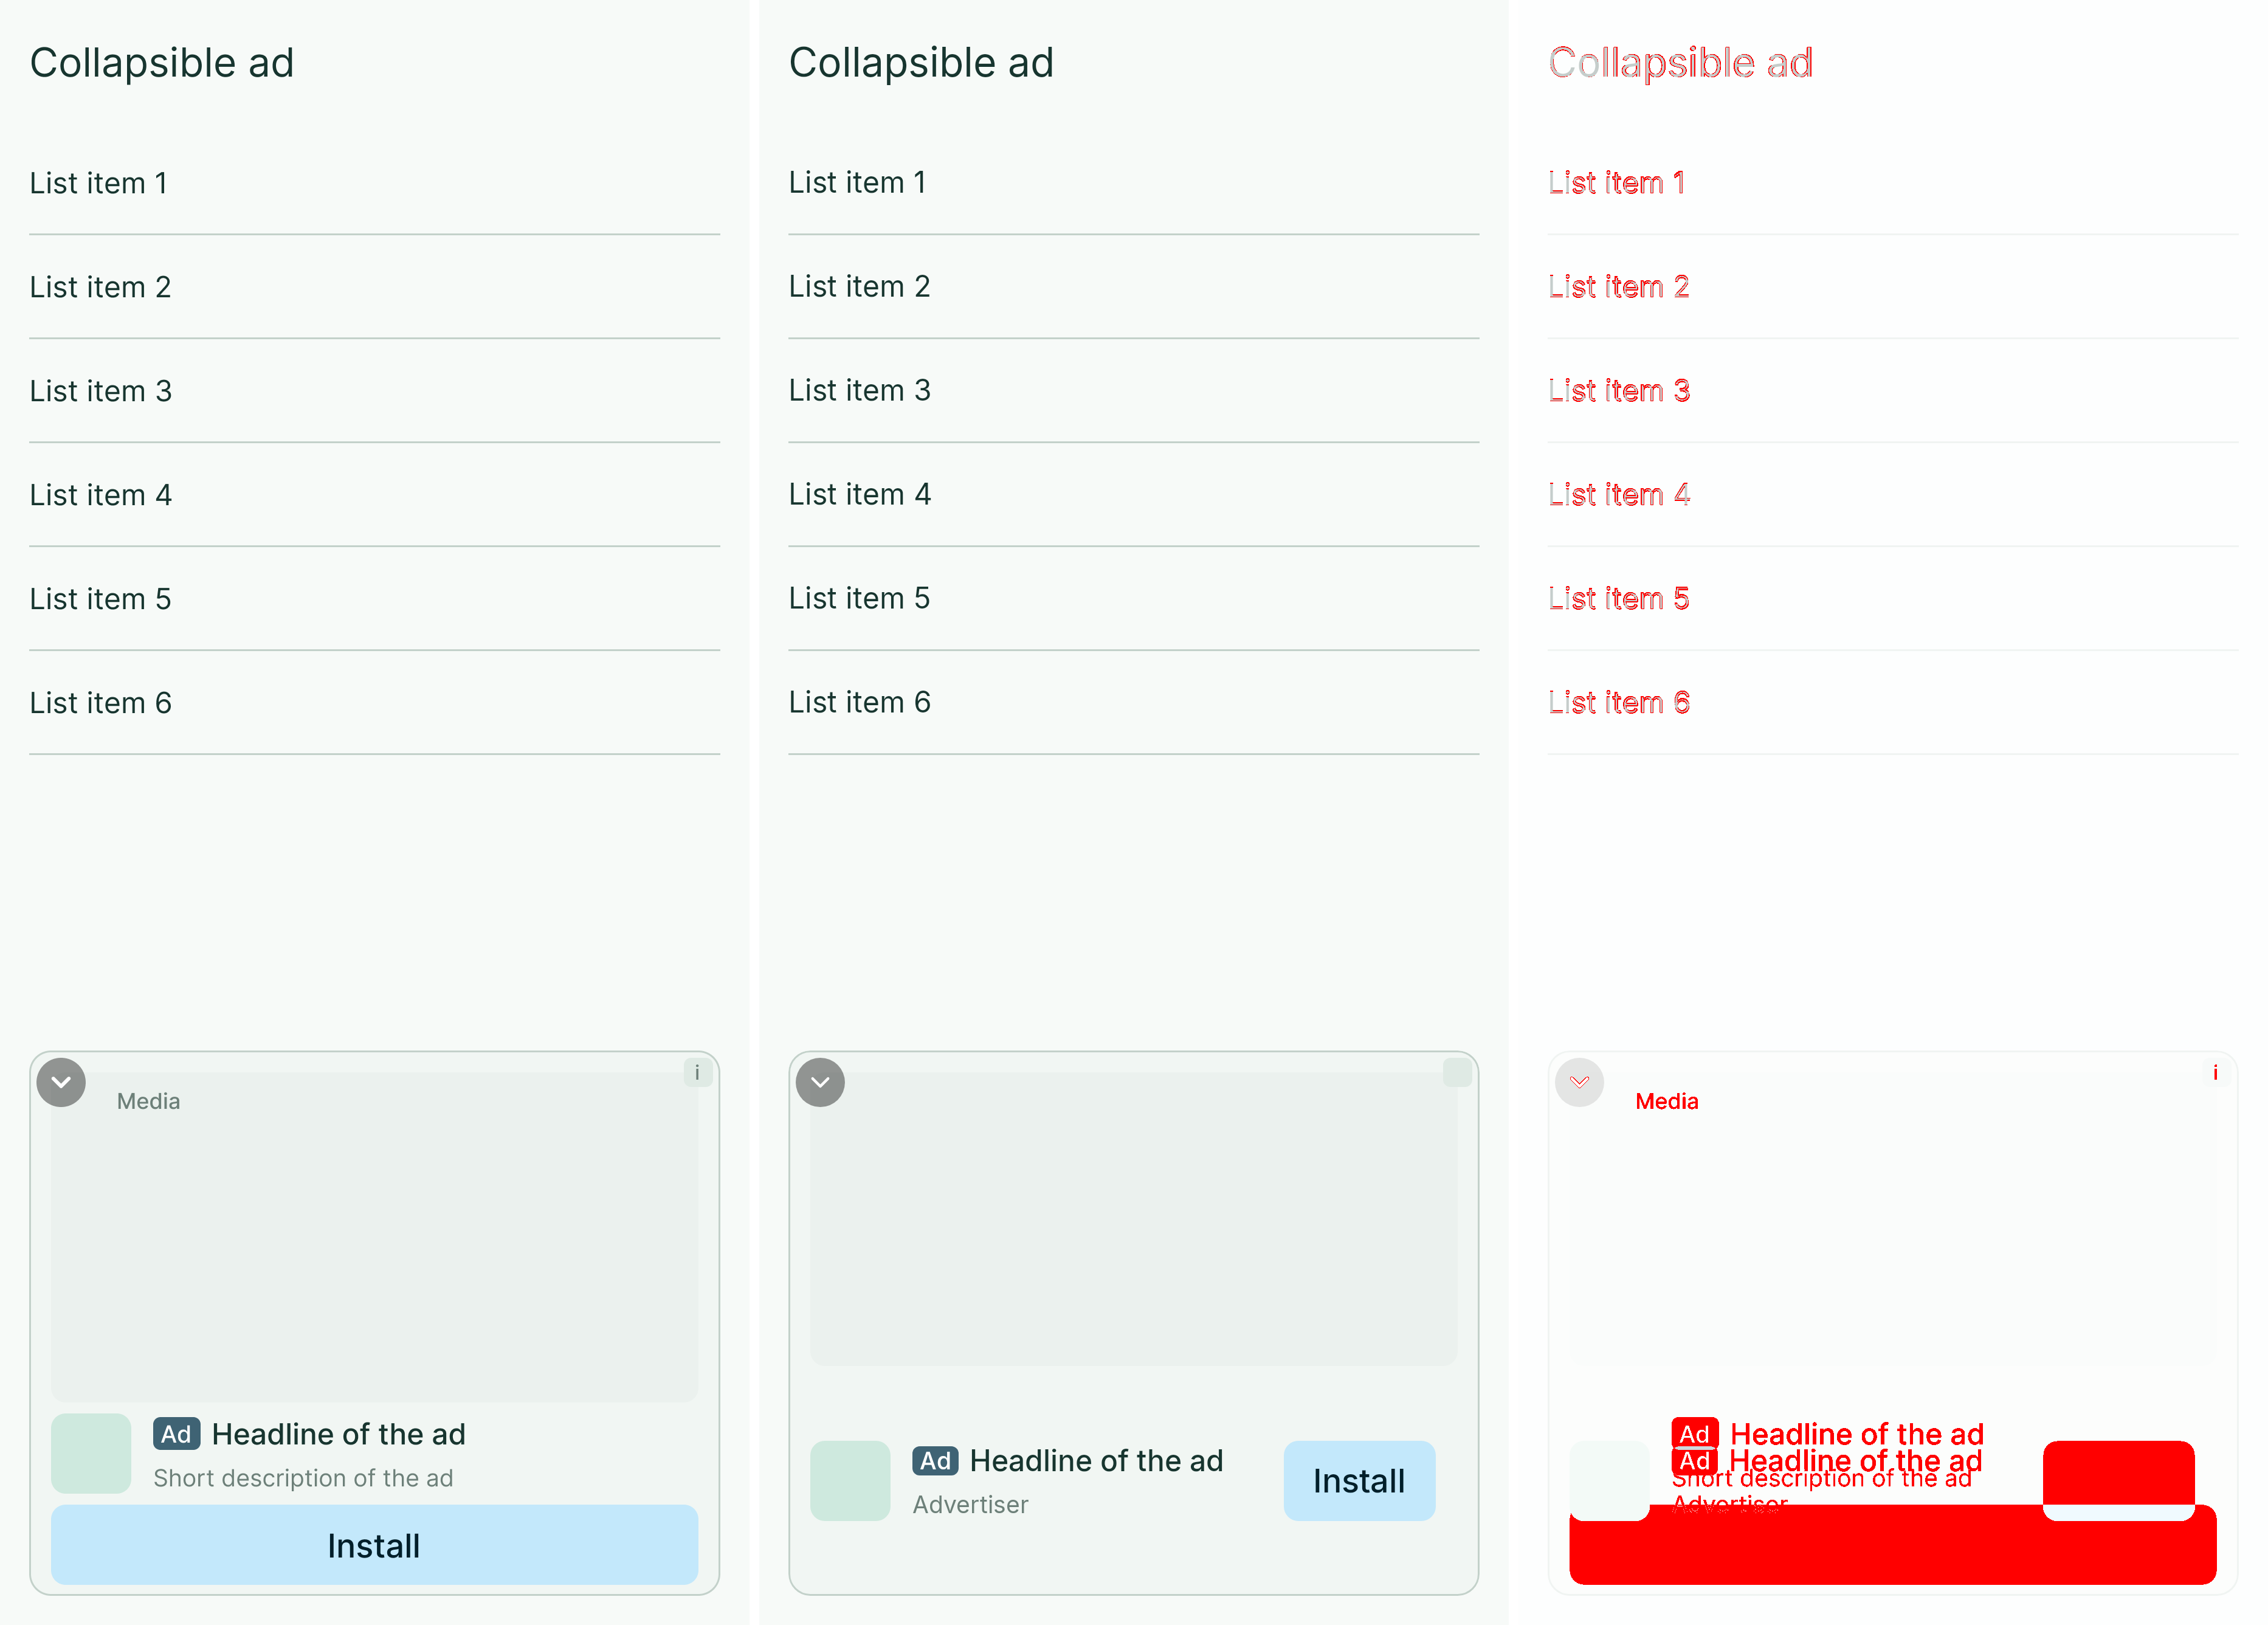 Collapsible ad
List item 1
List item 2
List item 3
List item 4
List item 5
List item 6
i
Media
Ad Headline of the ad
Short description of the ad
Install
Collapsible ad
List item 1
List item 2
List item 3
List item 4
List item 5
List item 6
Ad Headline of the ad
Advertiser
Install
Collapsible ad
List item 1
List item 2
List item 3
List item 4
List item 5
List item 6
i
Media
Ad Headline of the ad
Ad Headline of the ad
Short description of the ad
Advertiser